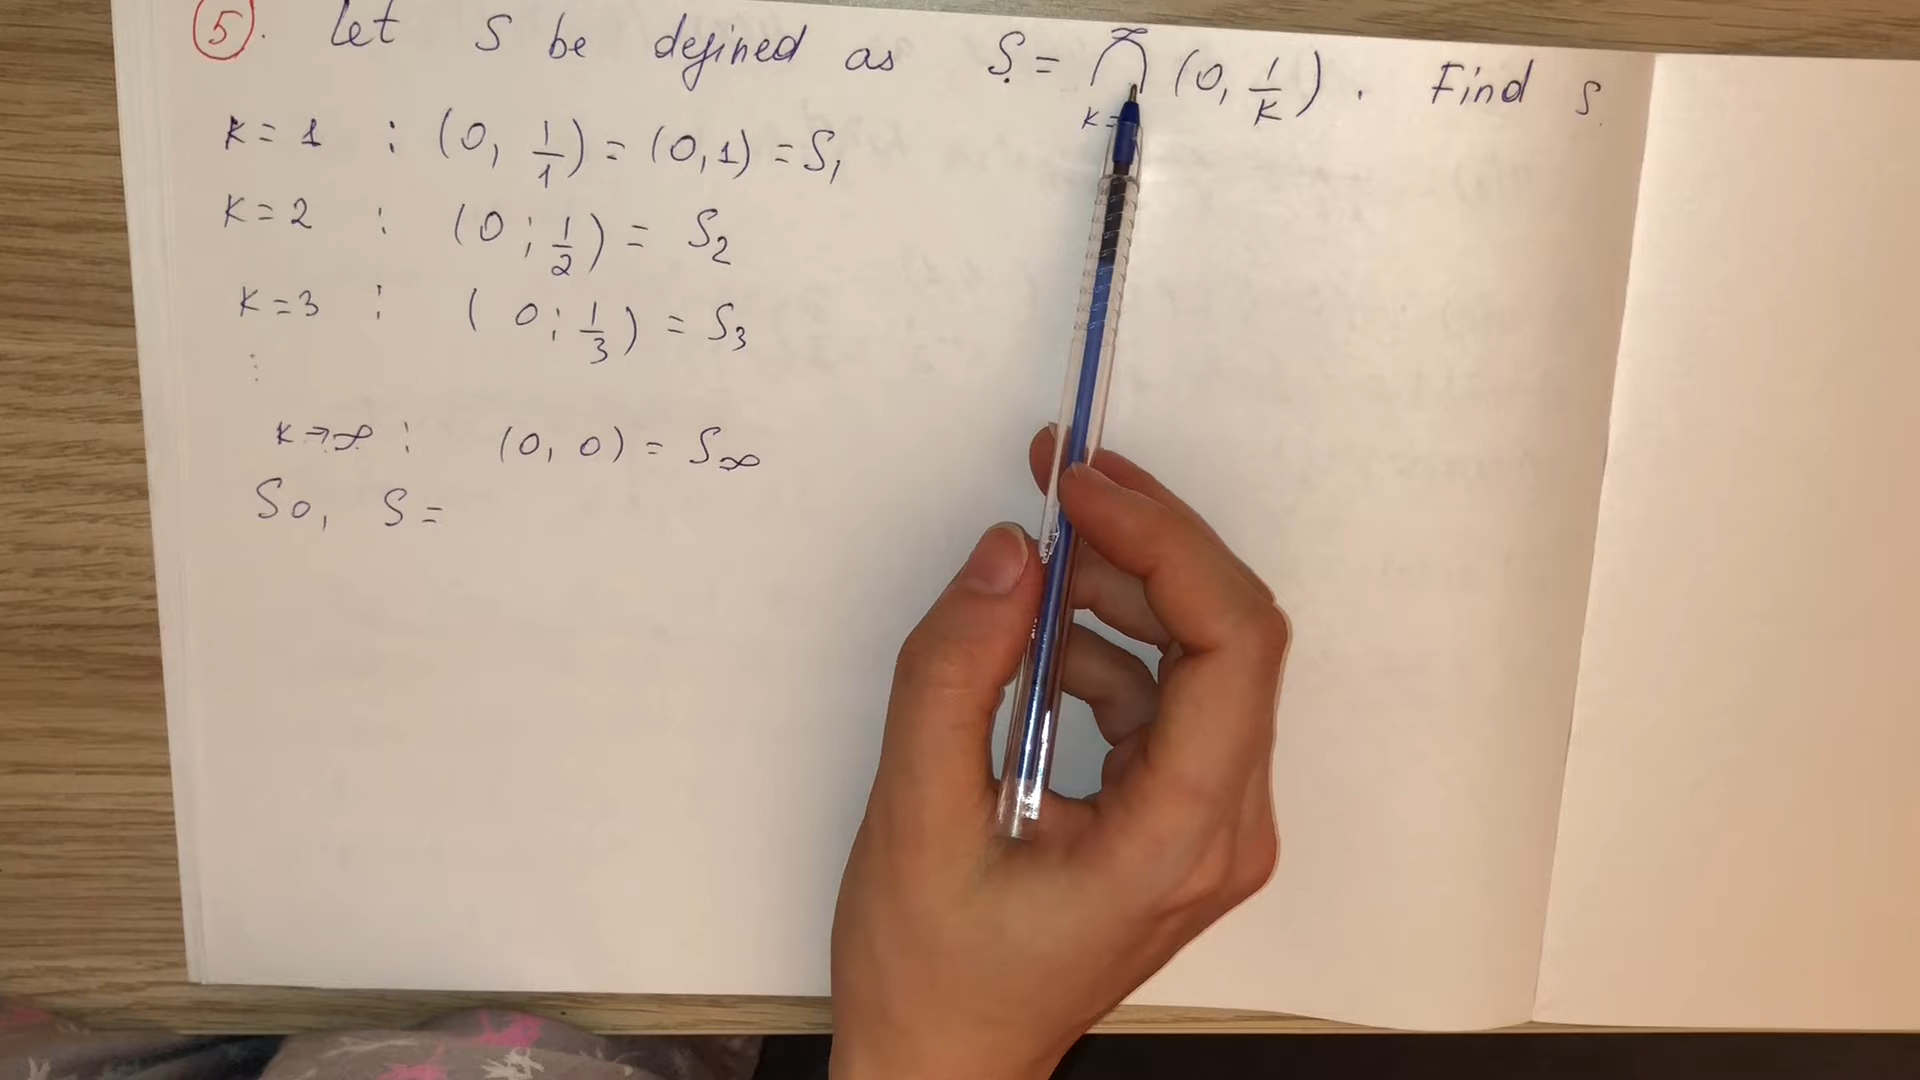 5. Let S be defined as S = ∞ ⋂ k= (0, 1/k). Find S.
k = 1 : (0, 1/1) = (0, 1) = S₁
k = 2 : (0 ; 1/2) = S₂
k = 3 : (0 ; 1/3) = S₃
⋮
k → ∞ : (0, 0) = S∞
So, S =